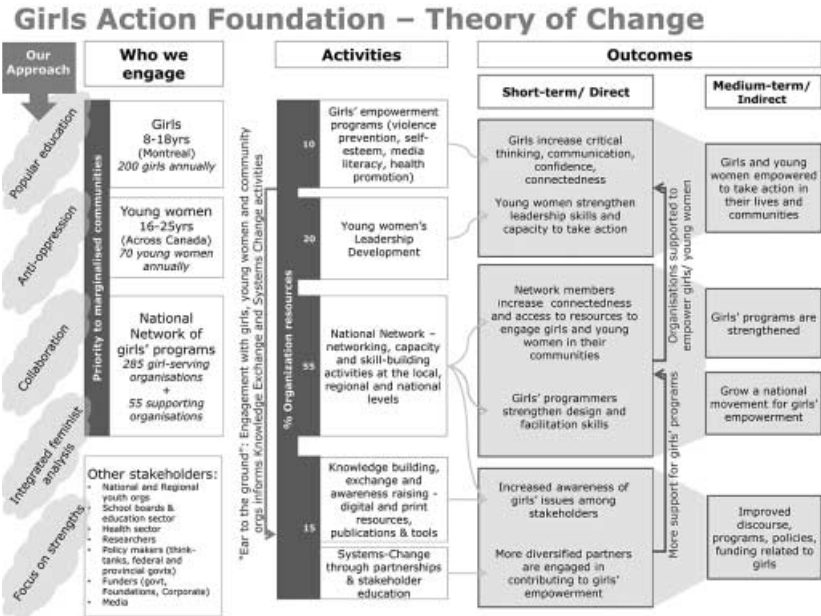 Girls Action Foundation – Theory of Change
Our
Approach
Popular education
Anti-oppression
Collaboration
Integrated feminist
analysis
Focus on strengths
Who we
engage
Priority to marginalised communities
Girls
8-18yrs
(Montreal)
200 girls annually
Young women
16-25yrs
(Across Canada)
70 young women
annually
National
Network of
girls' programs
285 girl-serving
organisations
+
55 supporting
organisations
Other stakeholders:
• National and Regional
youth orgs
• School boards &
education sector
• Health sector
• Researchers
• Policy makers (think-
tanks, federal and
provincial govts)
• Funders (govt,
Foundations, Corporate)
• Media
"Ear to the ground": Engagement with girls, young women and community
orgs informs Knowledge Exchange and Systems Change activities
Activities
% Organization resources
10
Girls' empowerment
programs (violence
prevention, self-
esteem, media
literacy, health
promotion)
20
Young women's
Leadership
Development
55
National Network –
networking, capacity
and skill-building
activities at the local,
regional and national
levels
15
Knowledge building,
exchange and
awareness raising -
digital and print
resources,
publications & tools
Systems-Change
through partnerships
& stakeholder
education
Outcomes
Short-term/ Direct
Girls increase critical
thinking, communication,
confidence,
connectedness
Young women strengthen
leadership skills and
capacity to take action
Network members
increase connectedness
and access to resources to
engage girls and young
women in their
communities
Girls' programmers
strengthen design and
facilitation skills
Increased awareness of
girls' issues among
stakeholders
More diversified partners
are engaged in
contributing to girls'
empowerment
Organisations supported to
empower girls/ young women
More support for girls' programs
Medium-term/
Indirect
Girls and young
women empowered
to take action in
their lives and
communities
Girls' programs are
strengthened
Grow a national
movement for girls'
empowerment
Improved
discourse,
programs, policies,
funding related to
girls